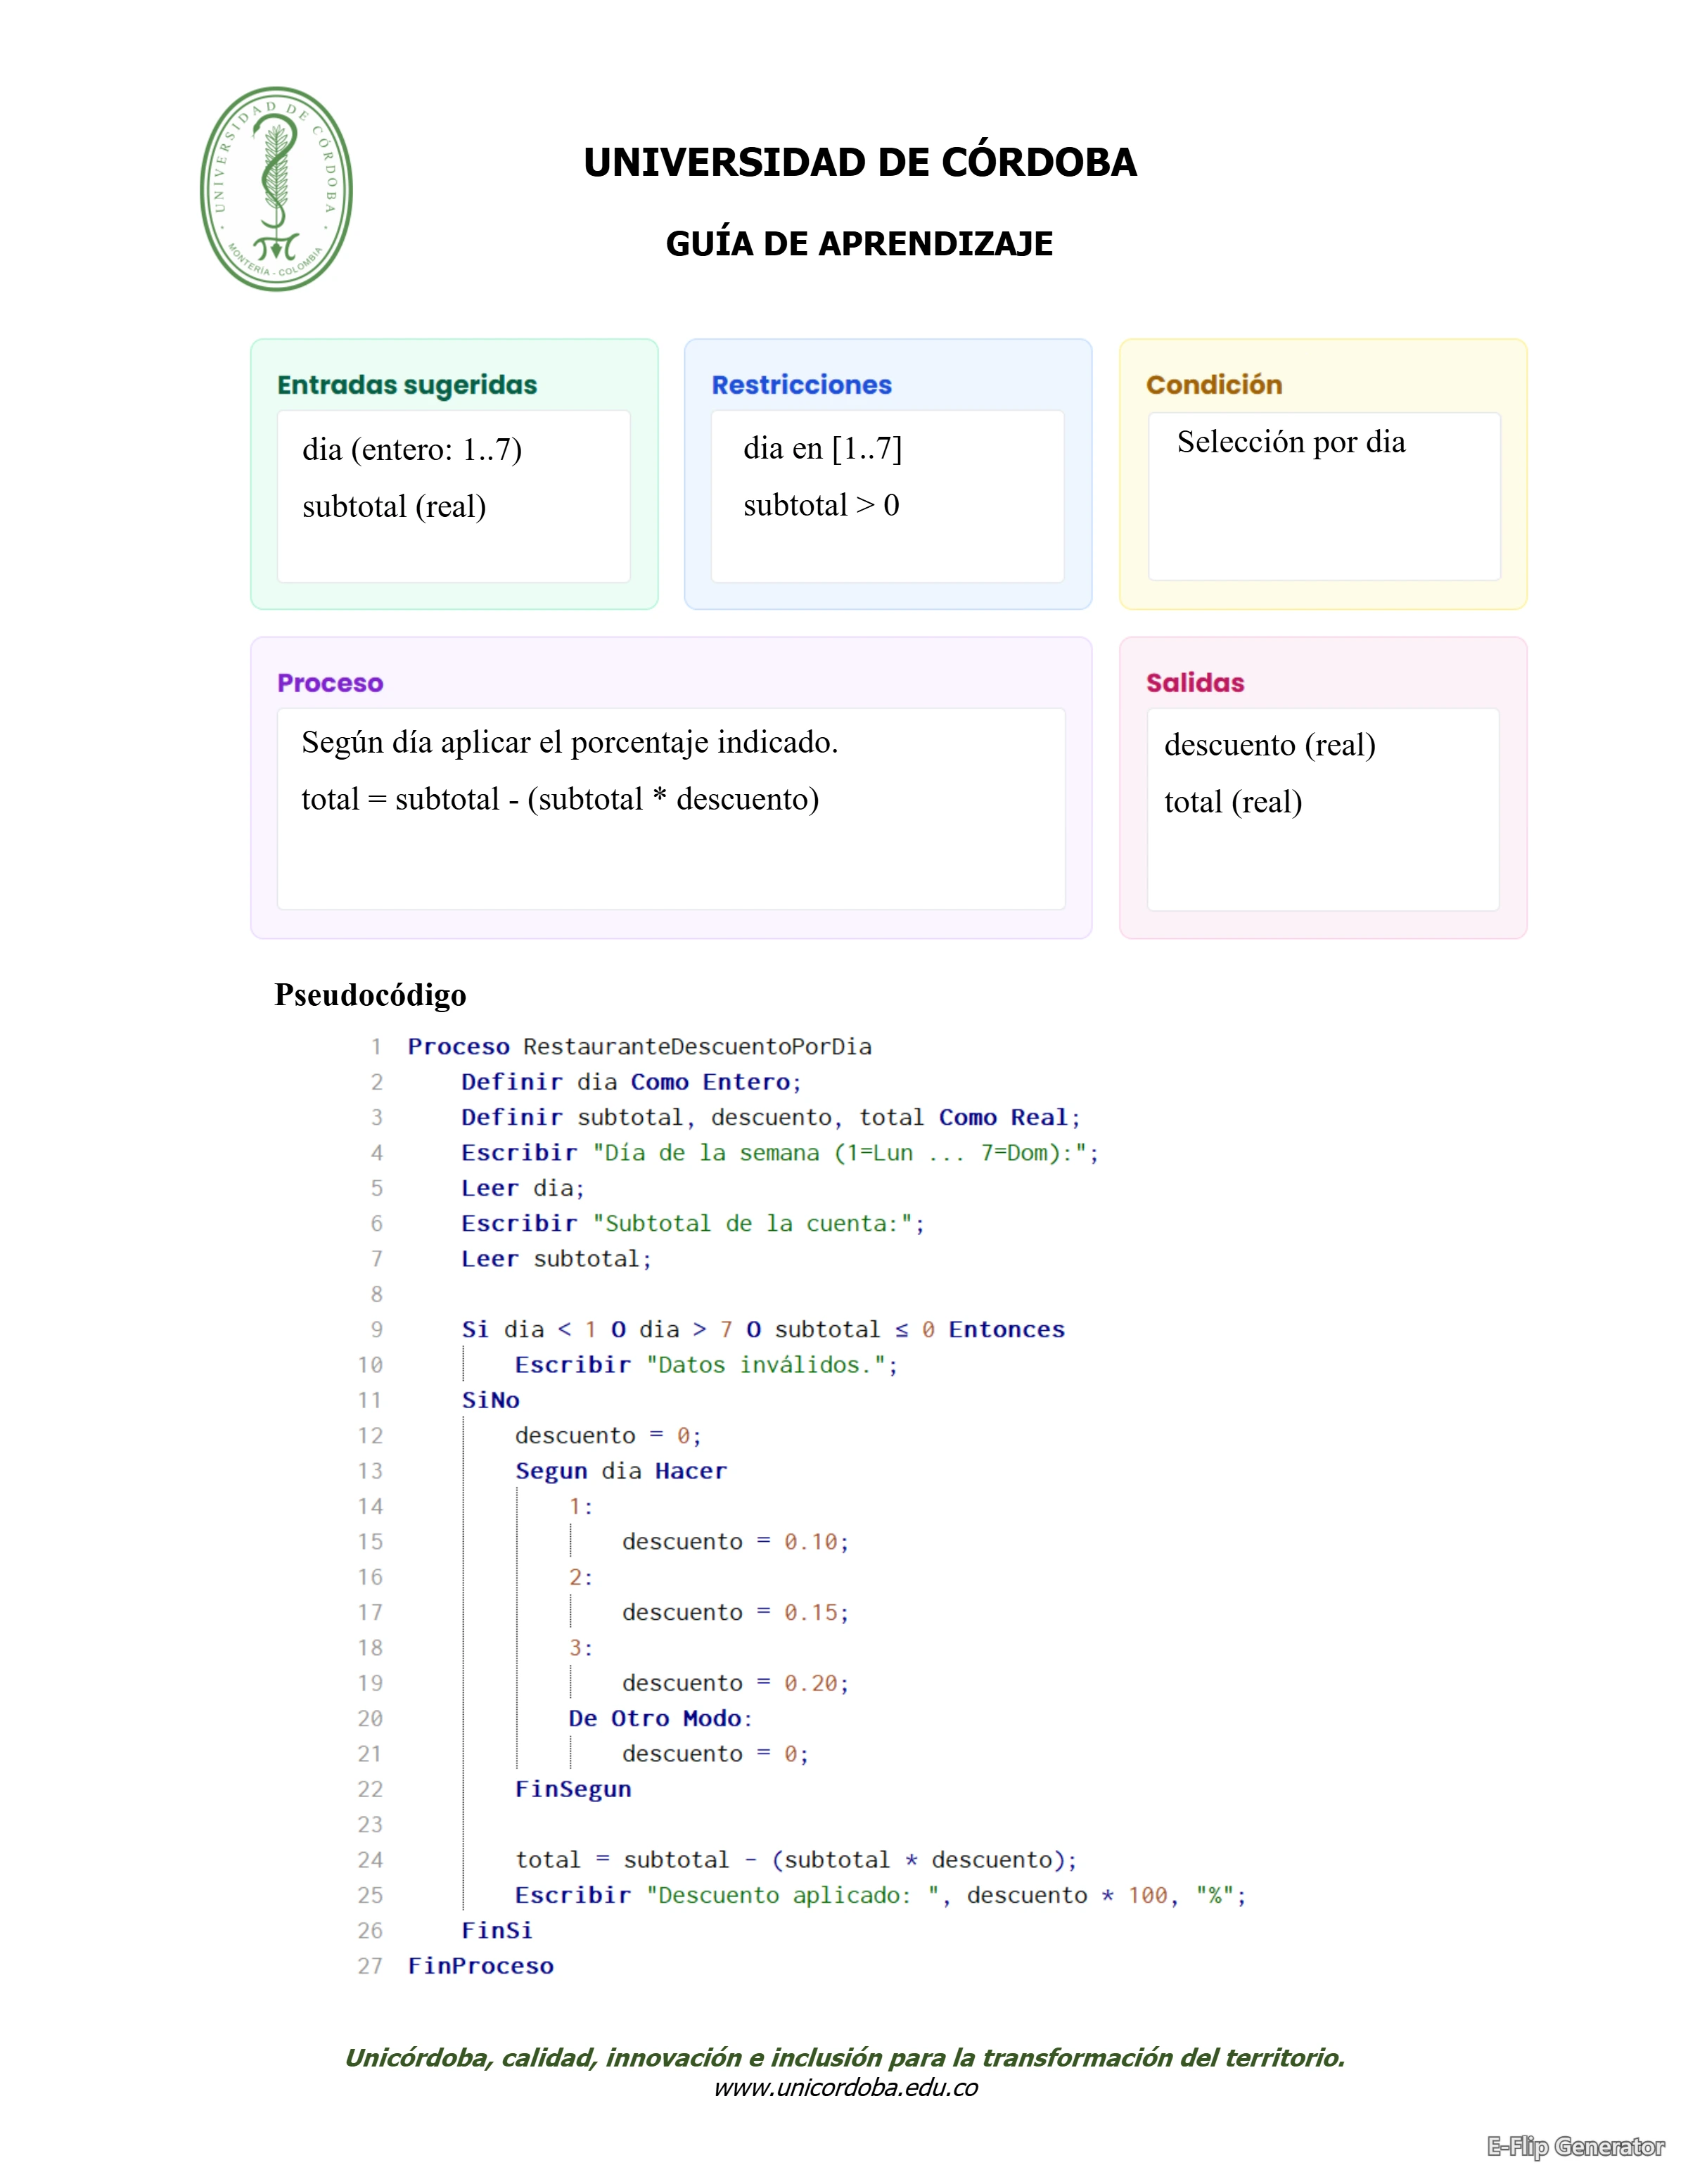 UNIVERSIDAD DE CÓRDOBA
MONTERÍA - COLOMBIA
UNIVERSIDAD DE CÓRDOBA
GUÍA DE APRENDIZAJE
Entradas sugeridas
dia (entero: 1..7)
subtotal (real)
Restricciones
dia en [1..7]
subtotal > 0
Condición
Selección por dia
Proceso
Según día aplicar el porcentaje indicado.
total = subtotal - (subtotal * descuento)
Salidas
descuento (real)
total (real)
Pseudocódigo
1 Proceso RestauranteDescuentoPorDia
2 Definir dia Como Entero;
3 Definir subtotal, descuento, total Como Real;
4 Escribir "Día de la semana (1=Lun ... 7=Dom):";
5 Leer dia;
6 Escribir "Subtotal de la cuenta:";
7 Leer subtotal;
8
9 Si dia < 1 O dia > 7 O subtotal ≤ 0 Entonces
10 Escribir "Datos inválidos.";
11 SiNo
12 descuento = 0;
13 Segun dia Hacer
14 1:
15 descuento = 0.10;
16 2:
17 descuento = 0.15;
18 3:
19 descuento = 0.20;
20 De Otro Modo:
21 descuento = 0;
22 FinSegun
23
24 total = subtotal - (subtotal * descuento);
25 Escribir "Descuento aplicado: ", descuento * 100, "%";
26 FinSi
27 FinProceso
Unicórdoba, calidad, innovación e inclusión para la transformación del territorio.
www.unicordoba.edu.co
E-Flip Generator